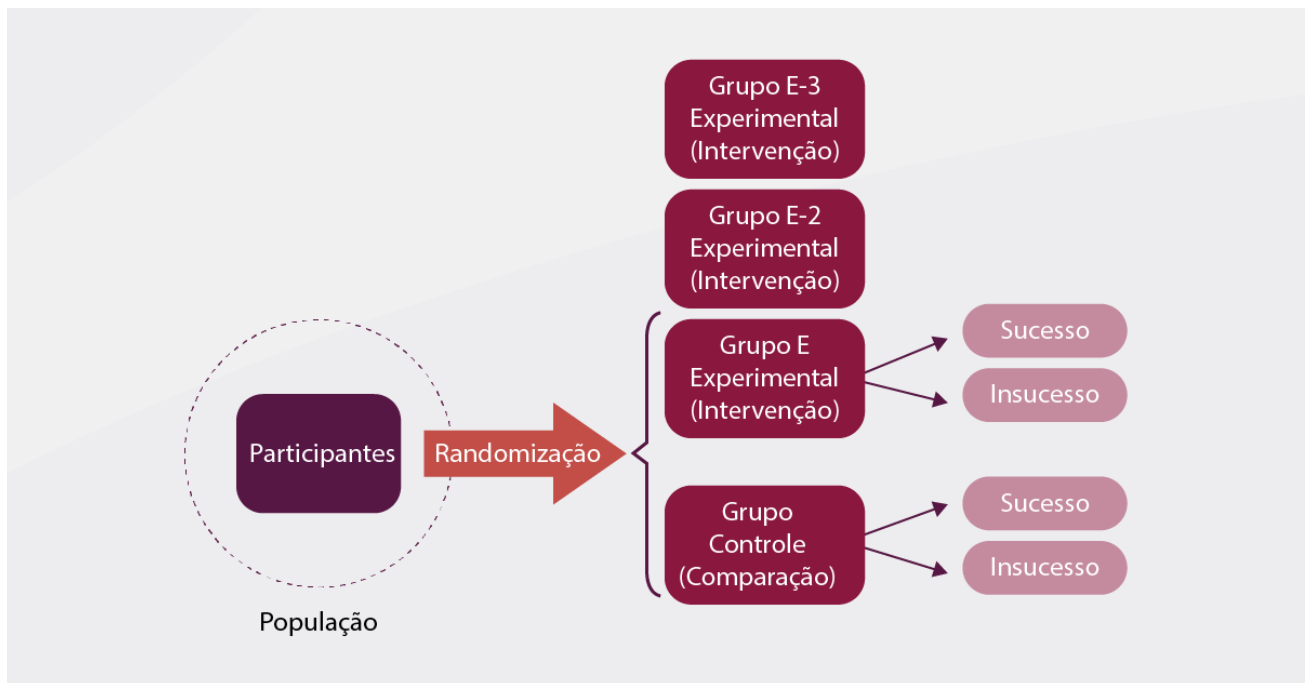 Grupo E-3
Experimental
(Intervenção)
Grupo E-2
Experimental
(Intervenção)
Grupo E
Experimental
(Intervenção)
Sucesso
Insucesso
Participantes
Randomização
Grupo
Controle
(Comparação)
Sucesso
Insucesso
População